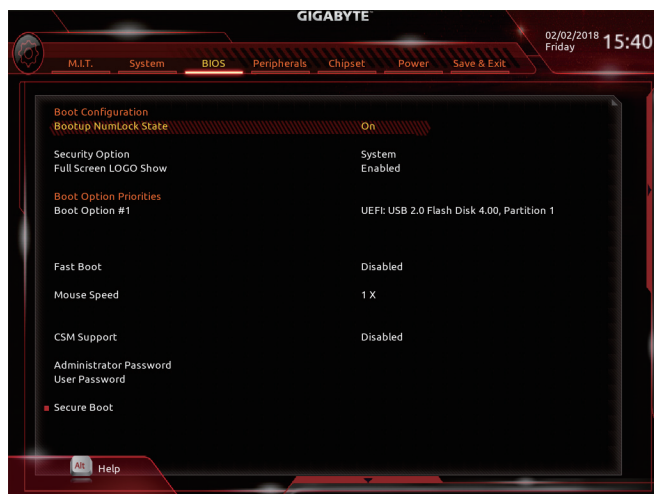 GIGABYTE™
02/02/2018
Friday
15:40
M.I.T. System BIOS Peripherals Chipset Power Save & Exit
Boot Configuration
Bootup NumLock State On
Security Option System
Full Screen LOGO Show Enabled
Boot Option Priorities
Boot Option #1 UEFI: USB 2.0 Flash Disk 4.00, Partition 1
Fast Boot Disabled
Mouse Speed 1 X
CSM Support Disabled
Administrator Password
User Password
Secure Boot
Alt Help